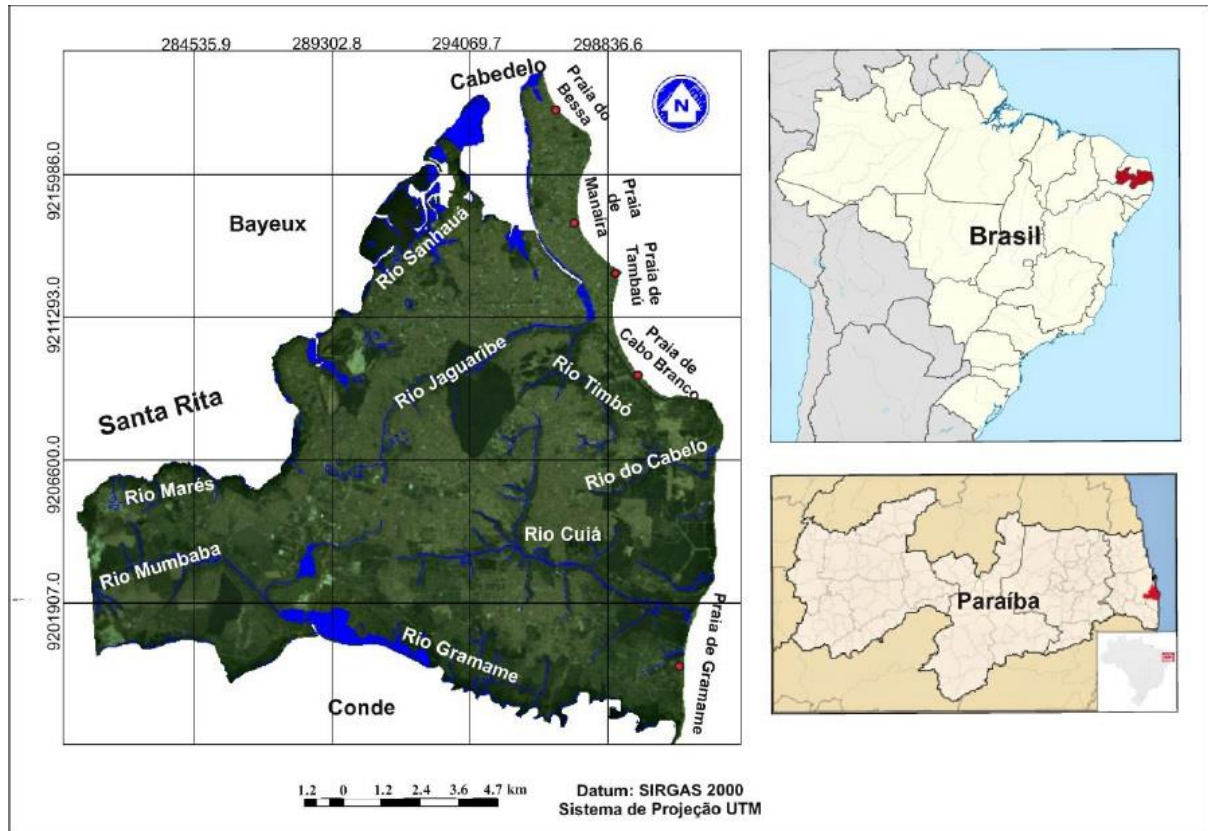 284535.9
289302.8
294069.7
298836.6
Cabedelo
Praia do
Bessa
N
9215986.0
Praia
de
Manaíra
Bayeux
Rio Sanhauá
Praia de
Tambaú
9211293.0
Praia de
Cabo Branco
Rio Jaguaribe
Rio Timbó
Santa Rita
9206600.0
Rio do Cabelo
Rio Marés
Rio Cuiá
Rio Mumbaba
9201907.0
Praia de Gramame
Rio Gramame
Conde
1.2 0 1.2 2.4 3.6 4.7 km
Datum: SIRGAS 2000
Sistema de Projeção UTM
Brasil
Paraíba